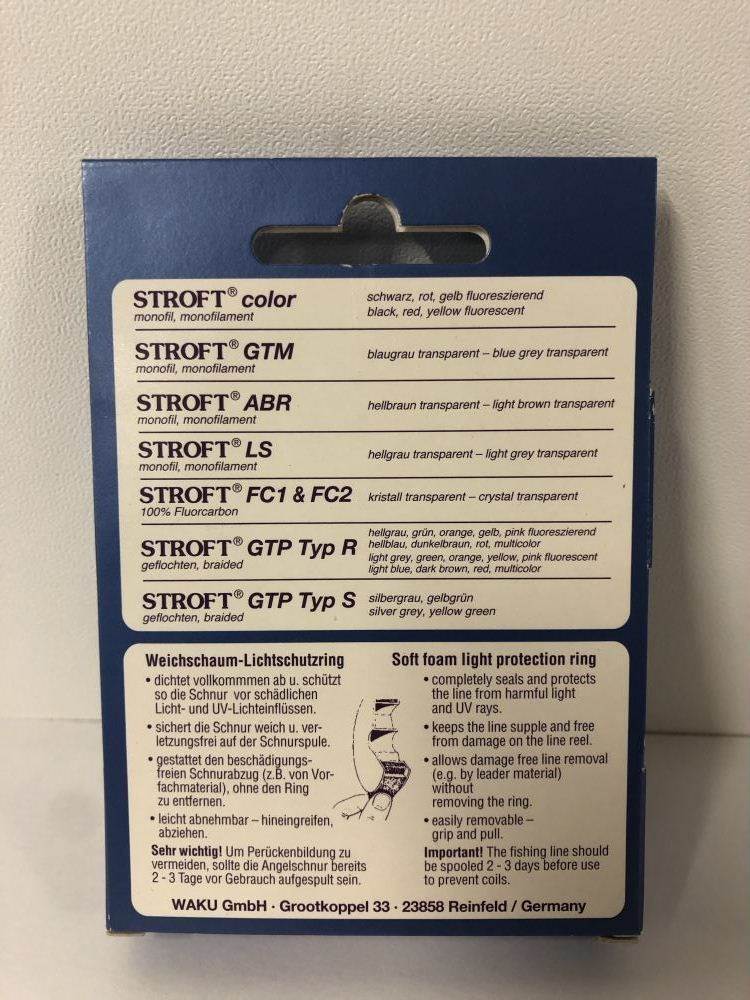 STROFT® color
monofil, monofilament
schwarz, rot, gelb fluoreszierend
black, red, yellow fluorescent
STROFT® GTM
monofil, monofilament
blaugrau transparent – blue grey transparent
STROFT® ABR
monofil, monofilament
hellbraun transparent – light brown transparent
STROFT® LS
monofil, monofilament
hellgrau transparent – light grey transparent
STROFT® FC1 & FC2
100% Fluorcarbon
kristall transparent – crystal transparent
STROFT® GTP Typ R
geflochten, braided
hellgrau, grün, orange, gelb, pink fluoreszierend
hellblau, dunkelbraun, rot, multicolor
light grey, green, orange, yellow, pink fluorescent
light blue, dark brown, red, multicolor
STROFT® GTP Typ S
geflochten, braided
silbergrau, gelbgrün
silver grey, yellow green
Weichschaum-Lichtschutzring
• dichtet vollkommmen ab u. schützt
so die Schnur vor schädlichen
Licht- und UV-Lichteinflüssen.
• sichert die Schnur weich u. ver-
letzungsfrei auf der Schnurspule.
• gestattet den beschädigungs-
freien Schnurabzug (z.B. von Vor-
fachmaterial), ohne den Ring
zu entfernen.
• leicht abnehmbar – hineingreifen,
abziehen.
Sehr wichtig! Um Perückenbildung zu
vermeiden, sollte die Angelschnur bereits
2 - 3 Tage vor Gebrauch aufgespult sein.
Soft foam light protection ring
• completely seals and protects
the line from harmful light
and UV rays.
• keeps the line supple and free
from damage on the line reel.
• allows damage free line removal
(e.g. by leader material)
without
removing the ring.
• easily removable –
grip and pull.
Important! The fishing line should
be spooled 2 - 3 days before use
to prevent coils.
WAKU GmbH · Grootkoppel 33 · 23858 Reinfeld / Germany